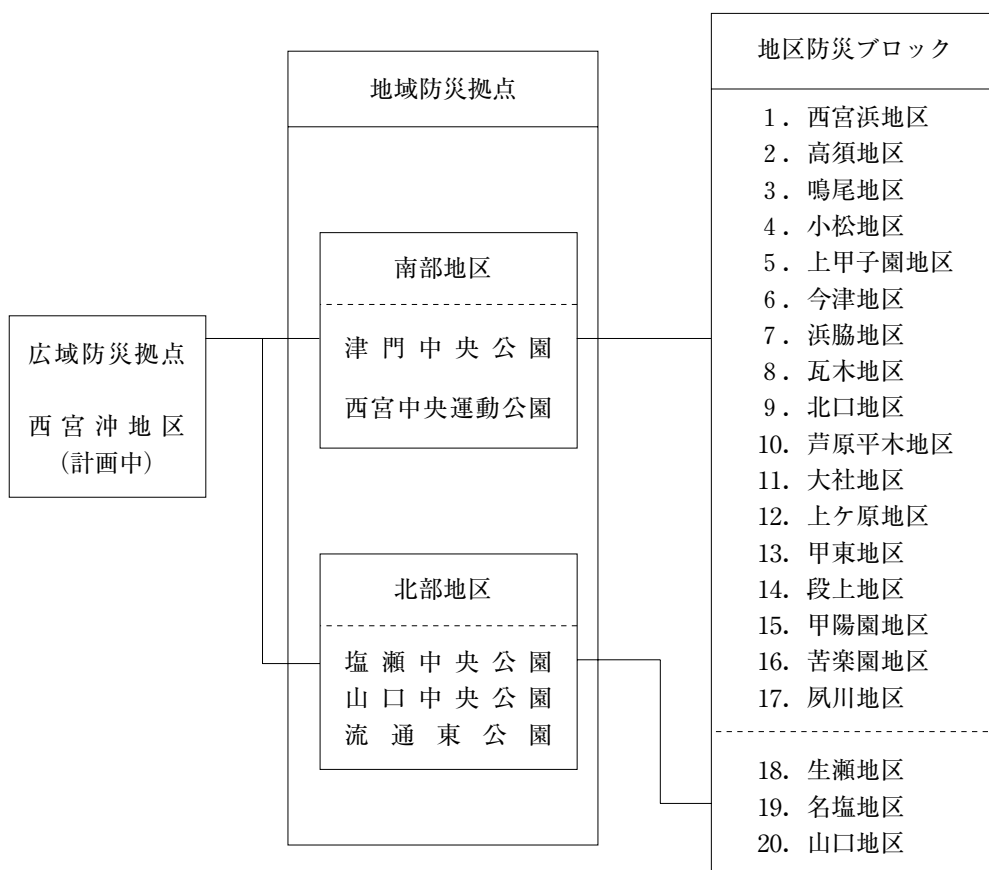 広域防災拠点
西宮沖地区
(計画中)
地域防災拠点
南部地区
津門中央公園
西宮中央運動公園
北部地区
塩瀬中央公園
山口中央公園
流通東公園
地区防災ブロック
1．西宮浜地区
2．高須地区
3．鳴尾地区
4．小松地区
5．上甲子園地区
6．今津地区
7．浜脇地区
8．瓦木地区
9．北口地区
10．芦原平木地区
11．大社地区
12．上ケ原地区
13．甲東地区
14．段上地区
15．甲陽園地区
16．苦楽園地区
17．夙川地区
18．生瀬地区
19．名塩地区
20．山口地区